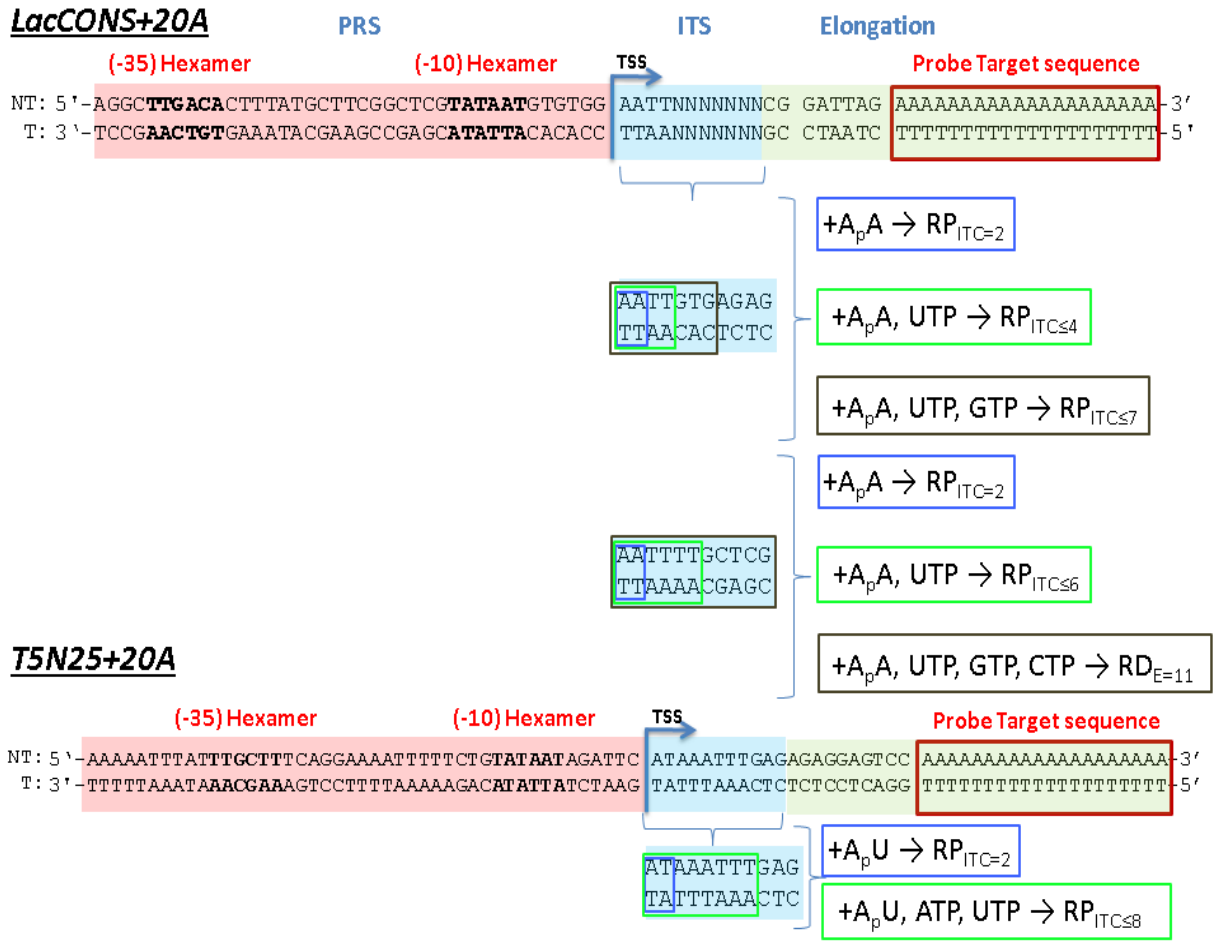 LacCONS+20A
PRS ITS Elongation
(-35) Hexamer (-10) Hexamer TSS Probe Target sequence
NT: 5'-AGGCTTGACACTTTATGCTTCGGCTCGTATAATGTGTGG AATTNNNNNNNCG GATTAG AAAAAAAAAAAAAAAAAAAA-3'
T: 3'-TCCGAACTGTGAAATACGAAGCCGAGCATATTACACACC TTAANNNNNNNGC CTAATC TTTTTTTTTTTTTTTTTTTT-5'
+ApA → RPITC=2
AATTGTGAGAG
TTAACACTCTC
+ApA, UTP → RPITC≤4
+ApA, UTP, GTP → RPITC≤7
+ApA → RPITC=2
AATTTTGCTCG
TTAAAACGAGC
+ApA, UTP → RPITC≤6
+ApA, UTP, GTP, CTP → RDE=11
T5N25+20A
(-35) Hexamer (-10) Hexamer TSS Probe Target sequence
NT: 5'-AAAAATTTATTTGCTTTCAGGAAAATTTTTCTGTATAATAGATTC ATAAATTTGAGAGAGGAGTCC AAAAAAAAAAAAAAAAAAAA-3'
T: 3'-TTTTTAAATAAACGAAAGTCCTTTTAAAAAGACATATTATCTAAG TATTTAAACTCTCTCCTCAGG TTTTTTTTTTTTTTTTTTTT-5'
+ApU → RPITC=2
ATAAATTTGAG
TATTTAAACTC
+ApU, ATP, UTP → RPITC≤8